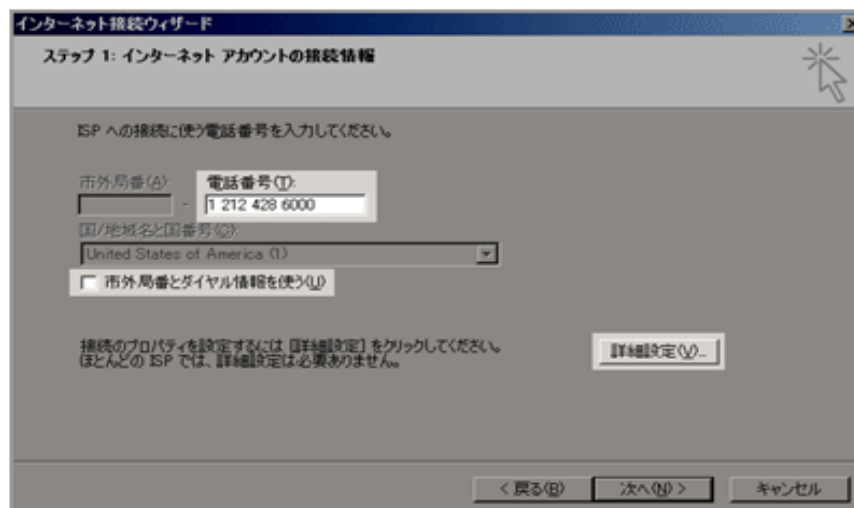 インターネット接続ウィザード
ステップ 1: インターネット アカウントの接続情報
ISP への接続に使う電話番号を入力してください。
市外局番(A): 電話番号(T):
- 1 212 428 6000
国/地域名と国番号(C):
United States of America (1)
市外局番とダイヤル情報を使う(U)
接続のプロパティを設定するには [詳細設定] をクリックしてください。
ほとんどの ISP では、詳細設定は必要ありません。
詳細設定(V)...
< 戻る(B) 次へ(N) > キャンセル